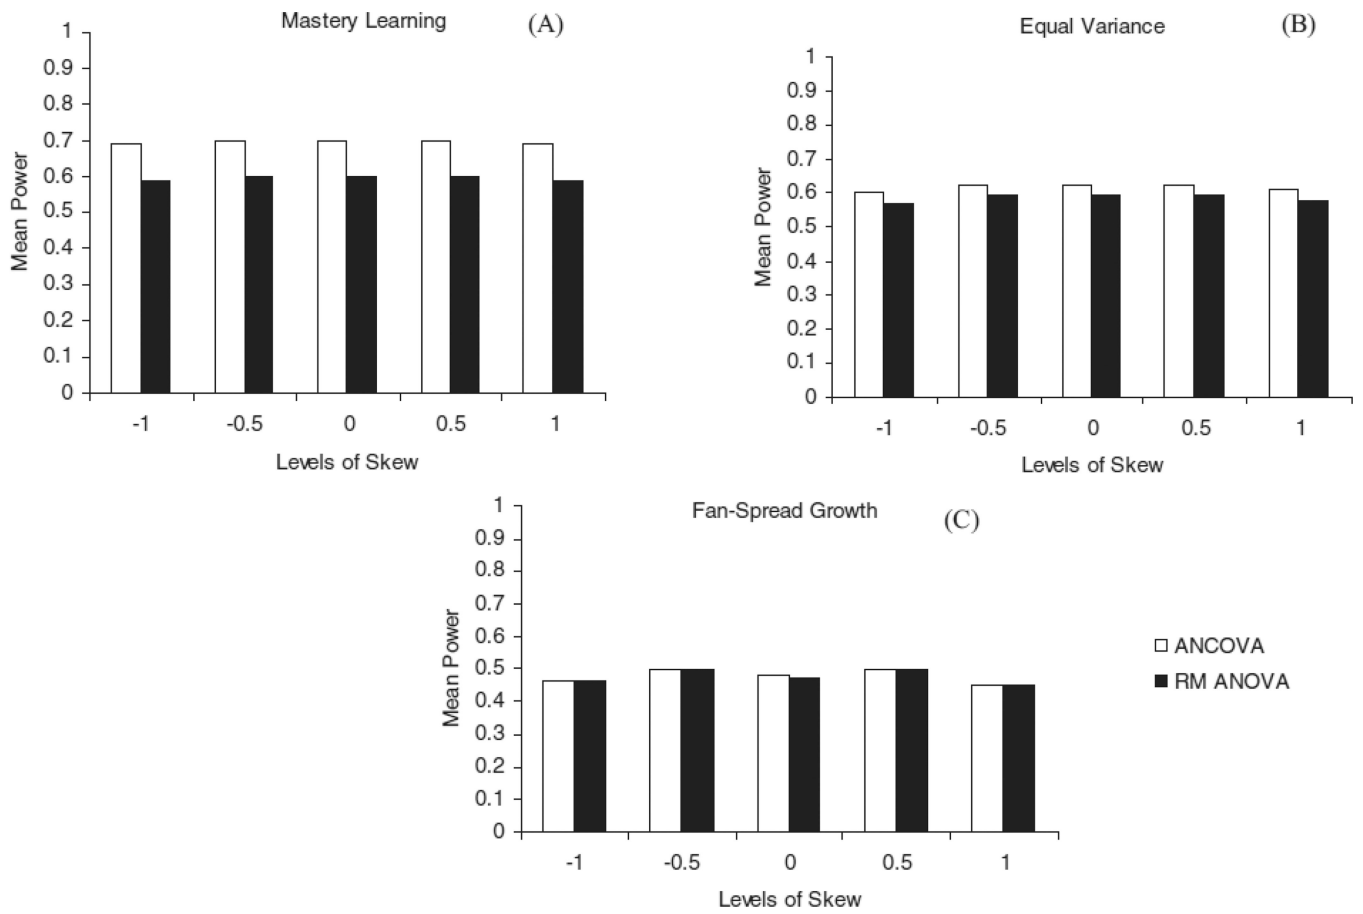 Mastery Learning (A)
1
0.9
0.8
0.7
0.6
0.5
0.4
0.3
0.2
0.1
0
Mean Power
-1 -0.5 0 0.5 1
Levels of Skew
Equal Variance (B)
1
0.9
0.8
0.7
0.6
0.5
0.4
0.3
0.2
0.1
0
Mean Power
-1 -0.5 0 0.5 1
Levels of Skew
Fan-Spread Growth (C)
1
0.9
0.8
0.7
0.6
0.5
0.4
0.3
0.2
0.1
0
Mean Power
-1 -0.5 0 0.5 1
Levels of Skew
ANCOVA
RM ANOVA